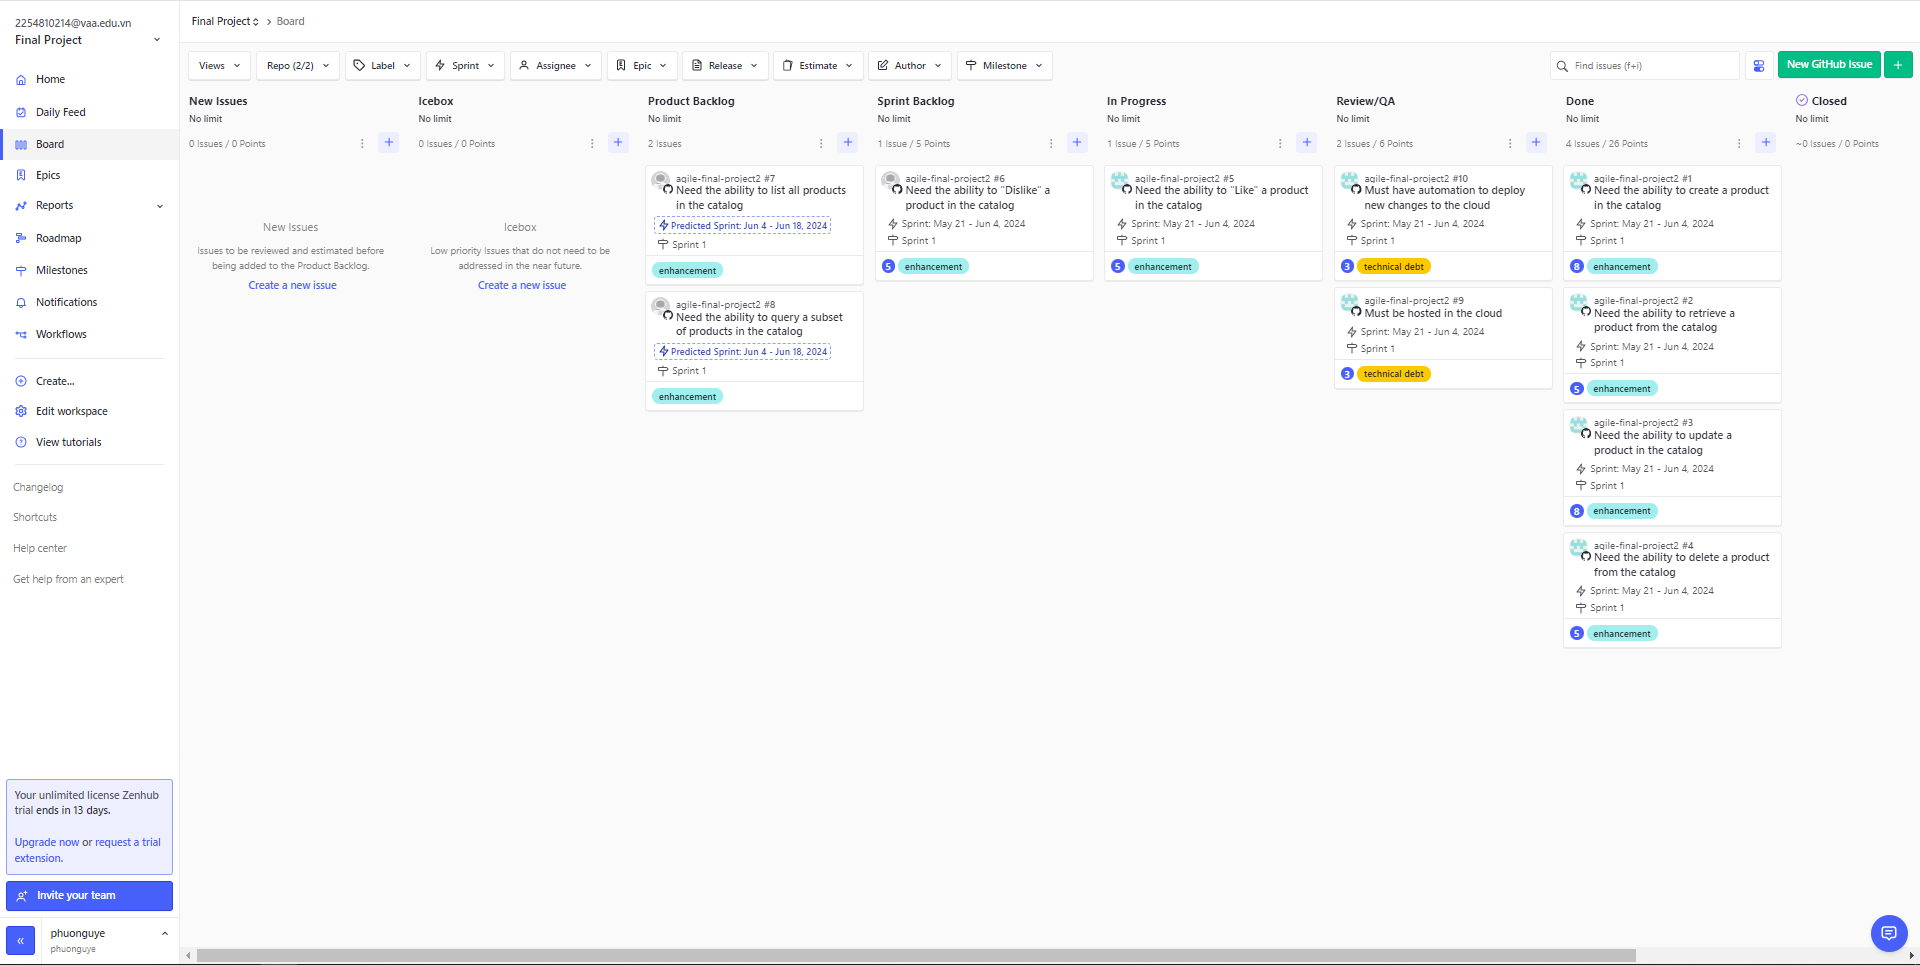 2254810214@vaa.edu.vn
Final Project
Home
Daily Feed
Board
Epics
Reports
Roadmap
Milestones
Notifications
Workflows
Create...
Edit workspace
View tutorials
Changelog
Shortcuts
Help center
Get help from an expert
Your unlimited license Zenhub
trial ends in 13 days.
Upgrade now or request a trial
extension.
Invite your team
«
phuonguye
phuonguye
Final Project > Board
Views
Repo (2/2)
Label
Sprint
Assignee
Epic
Release
Estimate
Author
Milestone
Find issues (f+i)
New GitHub Issue
+
New Issues
No limit
0 Issues / 0 Points
+
New Issues
Issues to be reviewed and estimated before
being added to the Product Backlog.
Create a new issue
Icebox
No limit
0 Issues / 0 Points
+
Icebox
Low priority Issues that do not need to be
addressed in the near future.
Create a new issue
Product Backlog
No limit
2 Issues
+
agile-final-project2 #7
Need the ability to list all products
in the catalog
Predicted Sprint: Jun 4 - Jun 18, 2024
Sprint 1
enhancement
agile-final-project2 #8
Need the ability to query a subset
of products in the catalog
Predicted Sprint: Jun 4 - Jun 18, 2024
Sprint 1
enhancement
Sprint Backlog
No limit
1 Issue / 5 Points
+
agile-final-project2 #6
Need the ability to "Dislike" a
product in the catalog
Sprint: May 21 - Jun 4, 2024
Sprint 1
5 enhancement
In Progress
No limit
1 Issue / 5 Points
+
agile-final-project2 #5
Need the ability to "Like" a product
in the catalog
Sprint: May 21 - Jun 4, 2024
Sprint 1
5 enhancement
Review/QA
No limit
2 Issues / 6 Points
+
agile-final-project2 #10
Must have automation to deploy
new changes to the cloud
Sprint: May 21 - Jun 4, 2024
Sprint 1
3 technical debt
agile-final-project2 #9
Must be hosted in the cloud
Sprint: May 21 - Jun 4, 2024
Sprint 1
3 technical debt
Done
No limit
4 Issues / 26 Points
+
agile-final-project2 #1
Need the ability to create a product
in the catalog
Sprint: May 21 - Jun 4, 2024
Sprint 1
8 enhancement
agile-final-project2 #2
Need the ability to retrieve a
product from the catalog
Sprint: May 21 - Jun 4, 2024
Sprint 1
5 enhancement
agile-final-project2 #3
Need the ability to update a
product in the catalog
Sprint: May 21 - Jun 4, 2024
Sprint 1
8 enhancement
agile-final-project2 #4
Need the ability to delete a product
from the catalog
Sprint: May 21 - Jun 4, 2024
Sprint 1
5 enhancement
Closed
No limit
~0 Issues / 0 Points